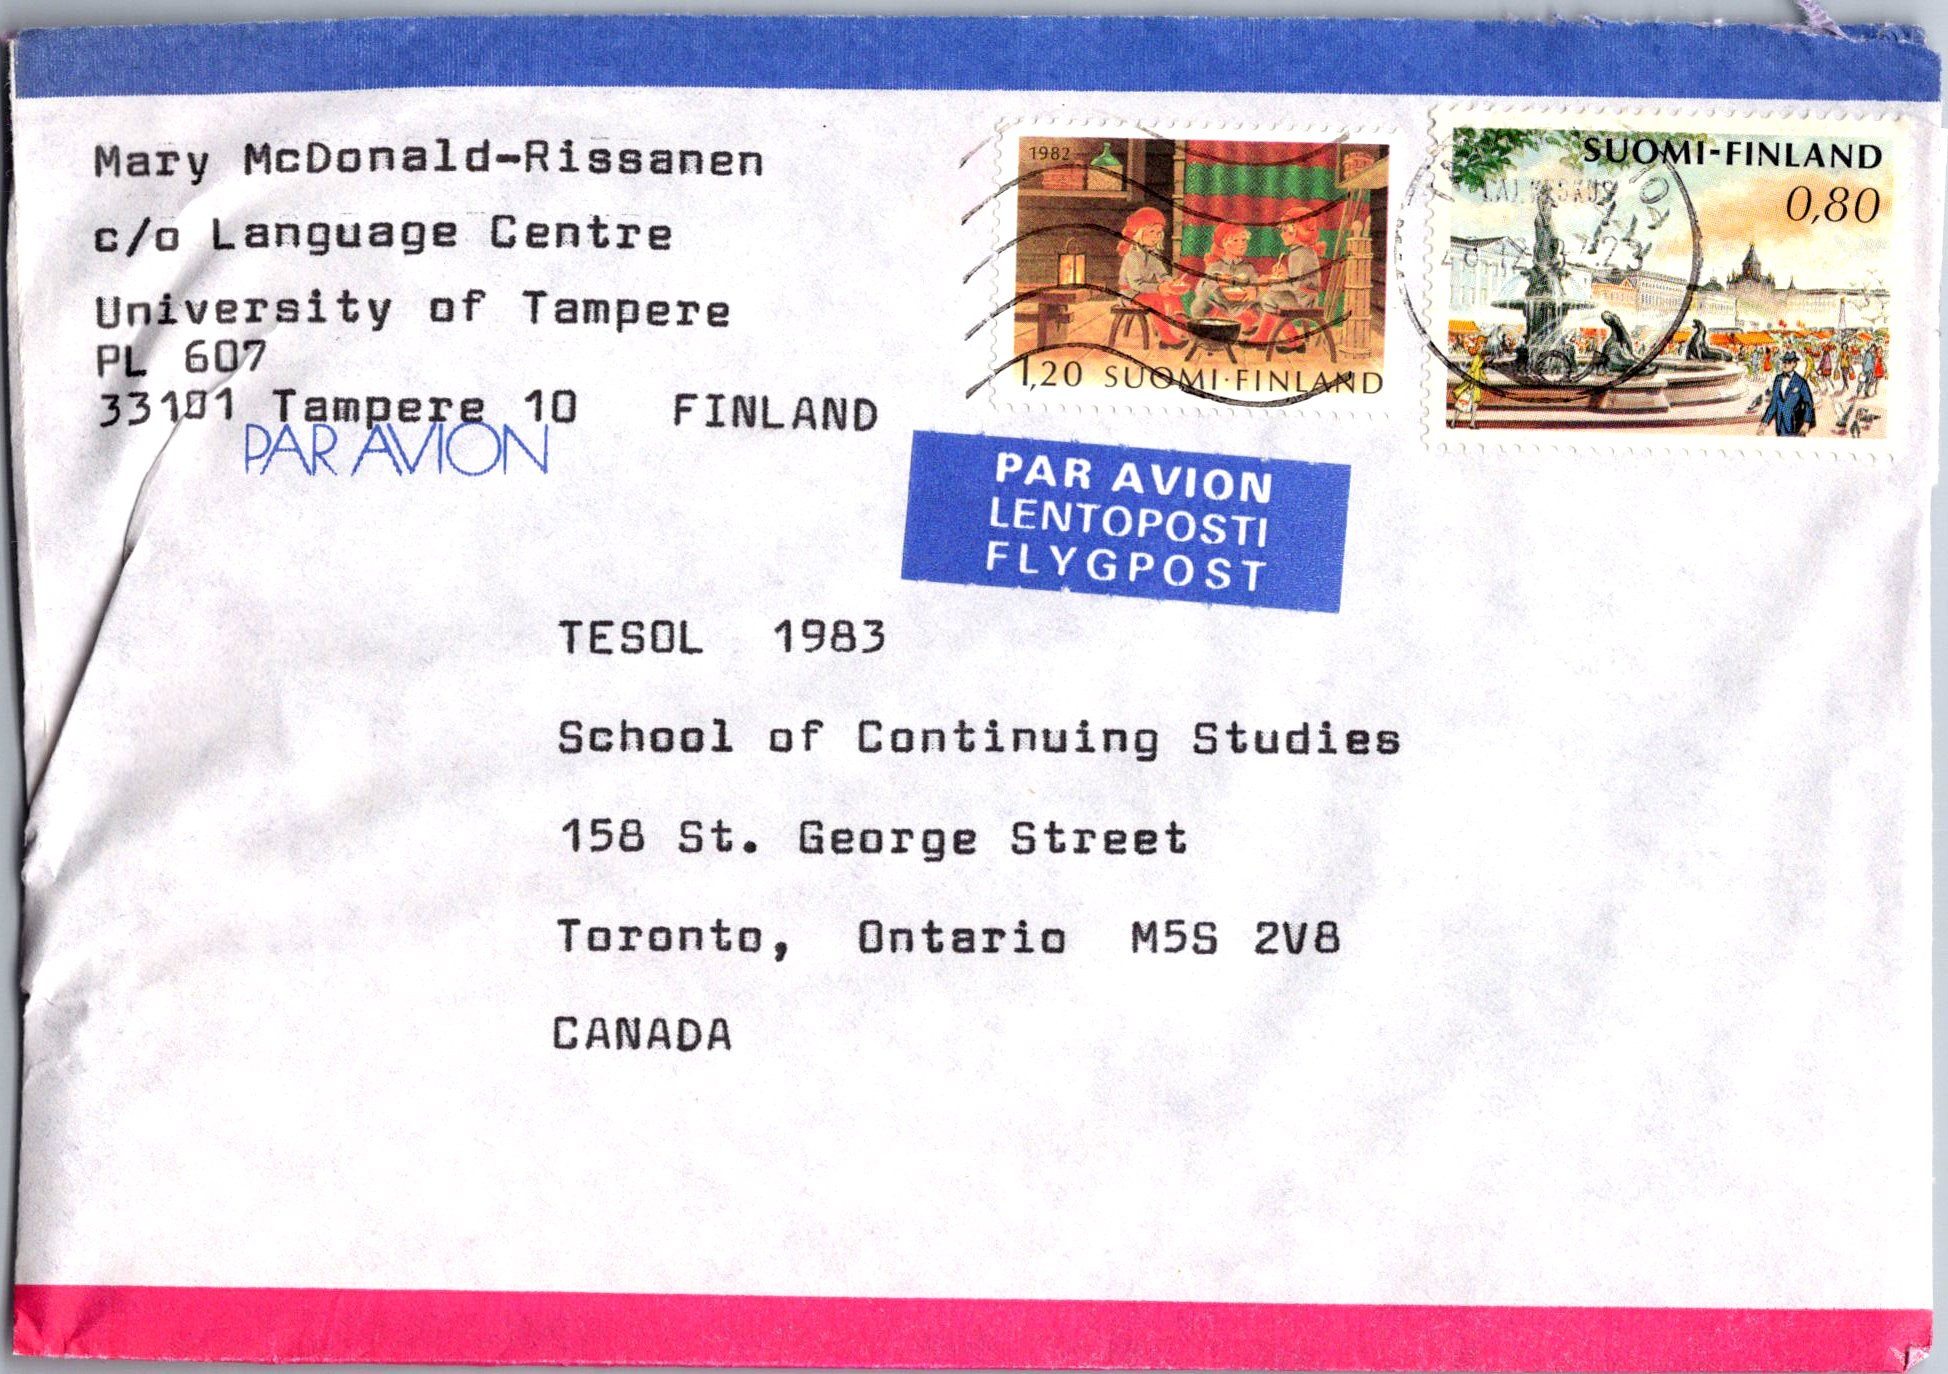 Mary McDonald-Rissanen
c/o Language Centre
University of Tampere
PL 607
33101 Tampere 10 FINLAND
PAR AVION
1982
1,20 SUOMI·FINLAND
SUOMI-FINLAND
0,80
PAR AVION
LENTOPOSTI
FLYGPOST
TESOL 1983
School of Continuing Studies
158 St. George Street
Toronto, Ontario M5S 2V8
CANADA